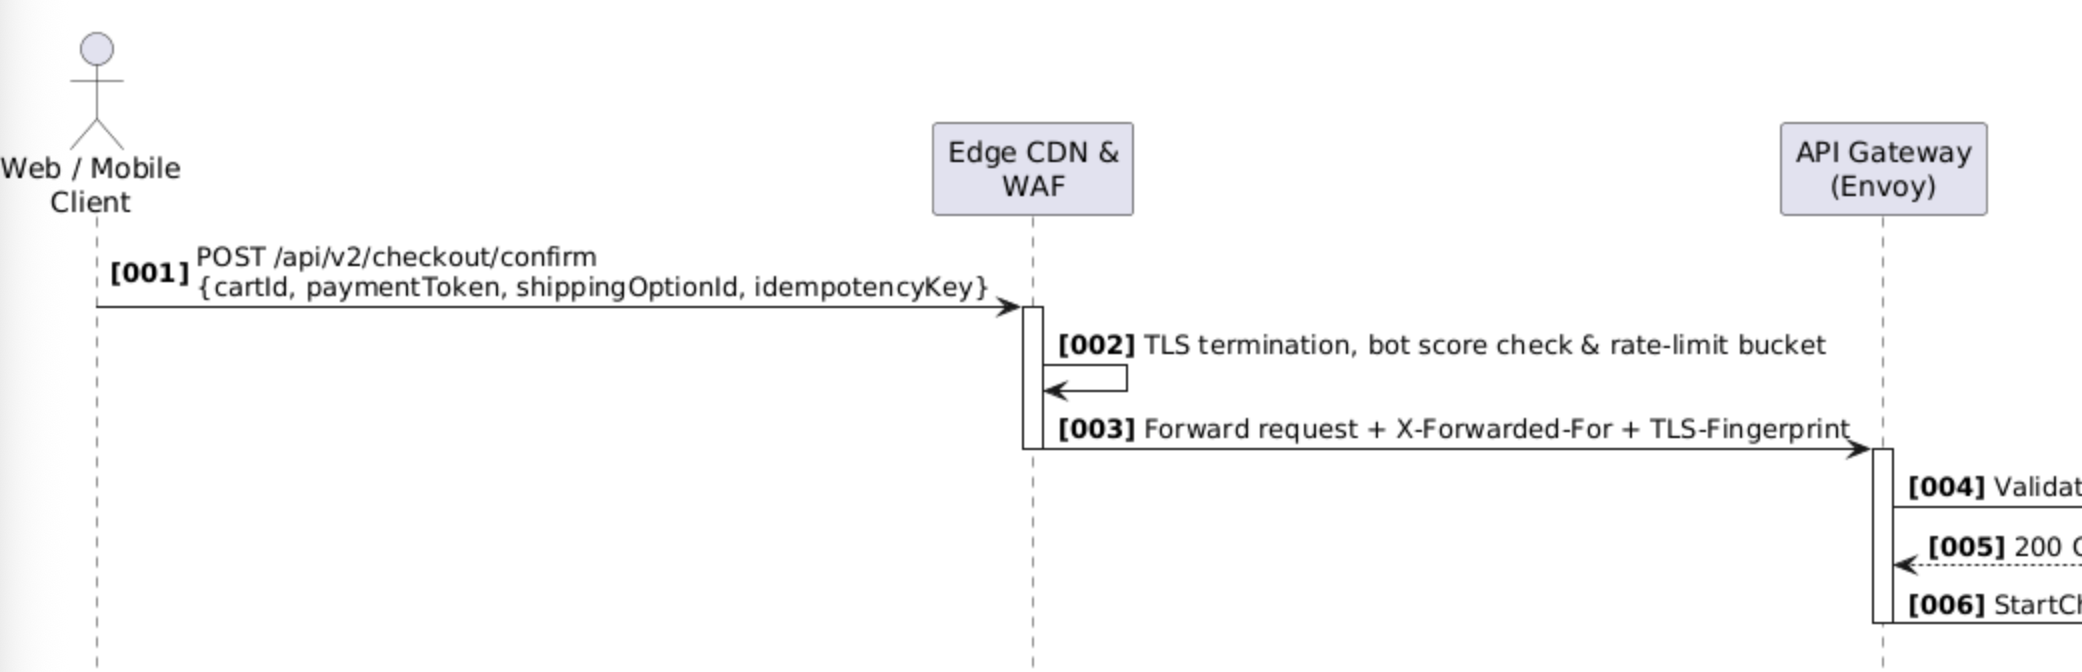 Web / Mobile
Client
Edge CDN &
WAF
API Gateway
(Envoy)
[001] POST /api/v2/checkout/confirm
{cartId, paymentToken, shippingOptionId, idempotencyKey}
[002] TLS termination, bot score check & rate-limit bucket
[003] Forward request + X-Forwarded-For + TLS-Fingerprint
[004]
[005] 200
[006]